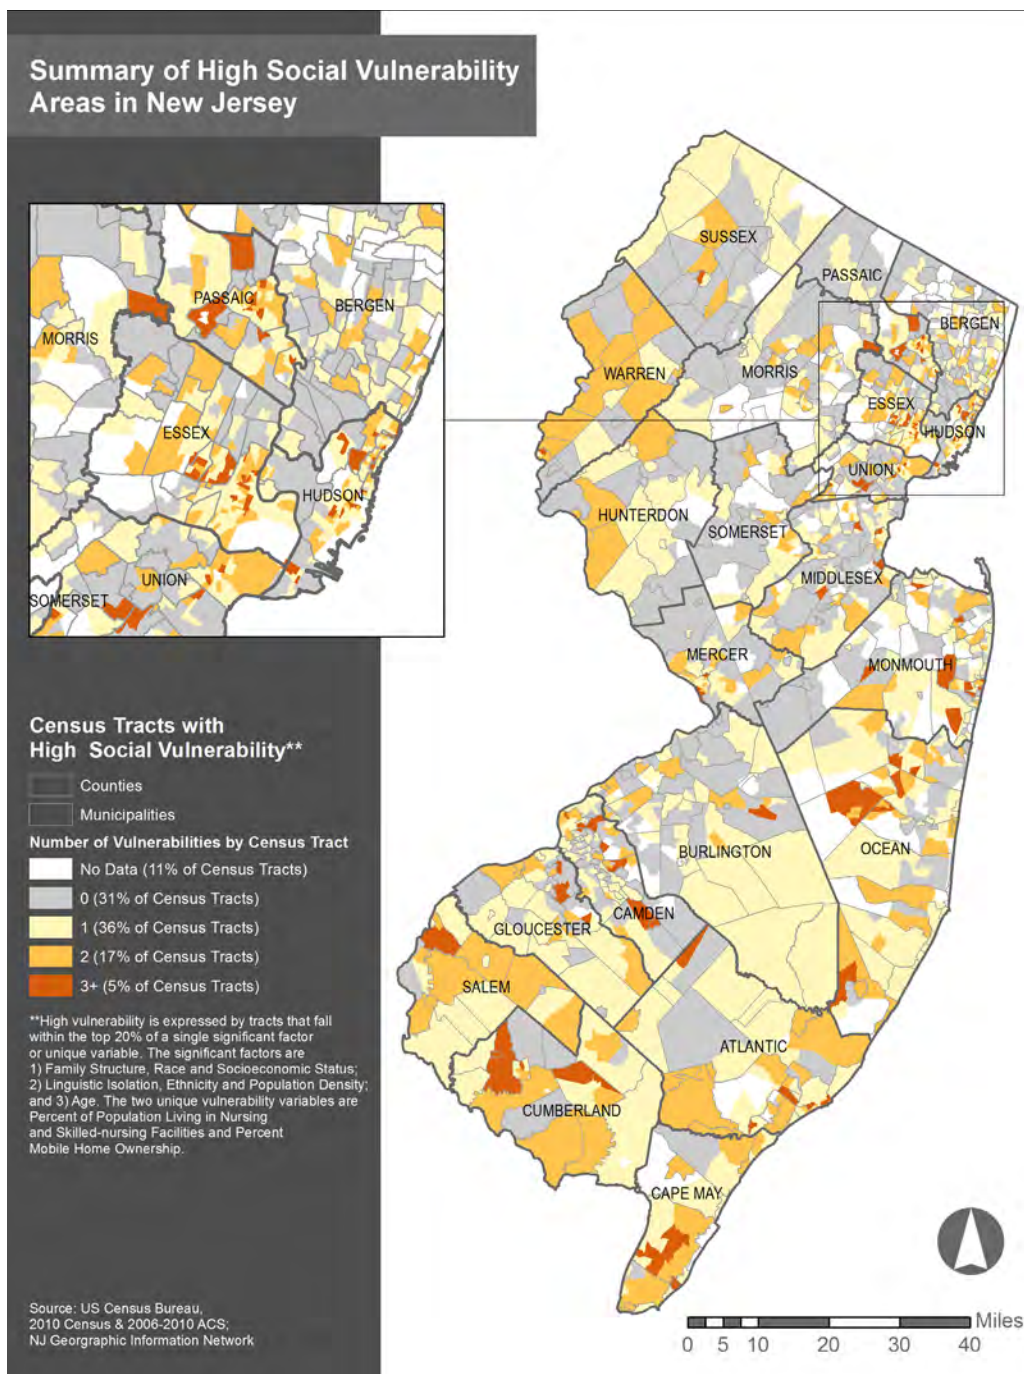 Summary of High Social Vulnerability
Areas in New Jersey
PASSAIC
BERGEN
MORRIS
ESSEX
HUDSON
UNION
SOMERSET
SUSSEX
PASSAIC
BERGEN
WARREN
MORRIS
ESSEX
HUDSON
UNION
HUNTERDON
SOMERSET
MIDDLESEX
MERCER
MONMOUTH
BURLINGTON
OCEAN
CAMDEN
GLOUCESTER
SALEM
ATLANTIC
CUMBERLAND
CAPE MAY
Census Tracts with
High Social Vulnerability**
Counties
Municipalities
Number of Vulnerabilities by Census Tract
No Data (11% of Census Tracts)
0 (31% of Census Tracts)
1 (36% of Census Tracts)
2 (17% of Census Tracts)
3+ (5% of Census Tracts)
**High vulnerability is expressed by tracts that fall
within the top 20% of a single significant factor
or unique variable. The significant factors are
1) Family Structure, Race and Socioeconomic Status;
2) Linguistic Isolation, Ethnicity and Population Density;
and 3) Age. The two unique vulnerability variables are
Percent of Population Living in Nursing
and Skilled-nursing Facilities and Percent
Mobile Home Ownership.
Source: US Census Bureau,
2010 Census & 2006-2010 ACS;
NJ Georgraphic Information Network
Miles
0 5 10 20 30 40